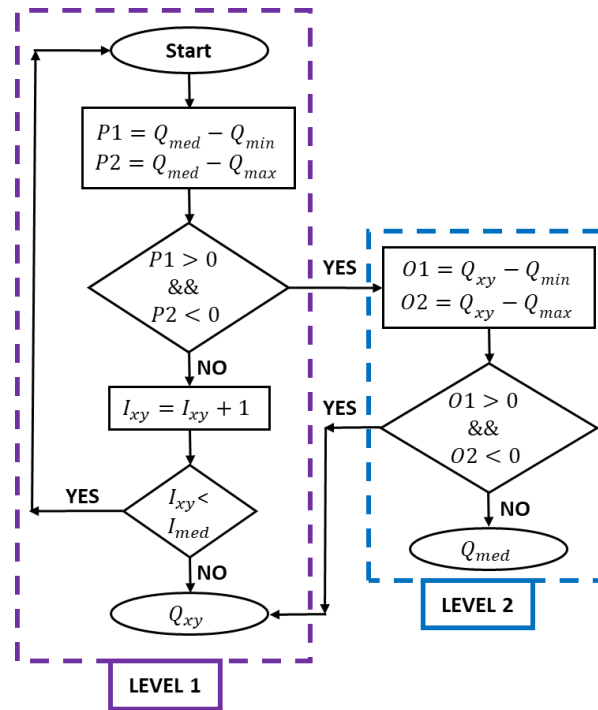 Start
P1 = Q_med − Q_min
P2 = Q_med − Q_max
P1 > 0
&&
P2 < 0
YES
NO
I_xy = I_xy + 1
I_xy <
I_med
YES
NO
Q_xy
LEVEL 1
O1 = Q_xy − Q_min
O2 = Q_xy − Q_max
O1 > 0
&&
O2 < 0
YES
NO
Q_med
LEVEL 2